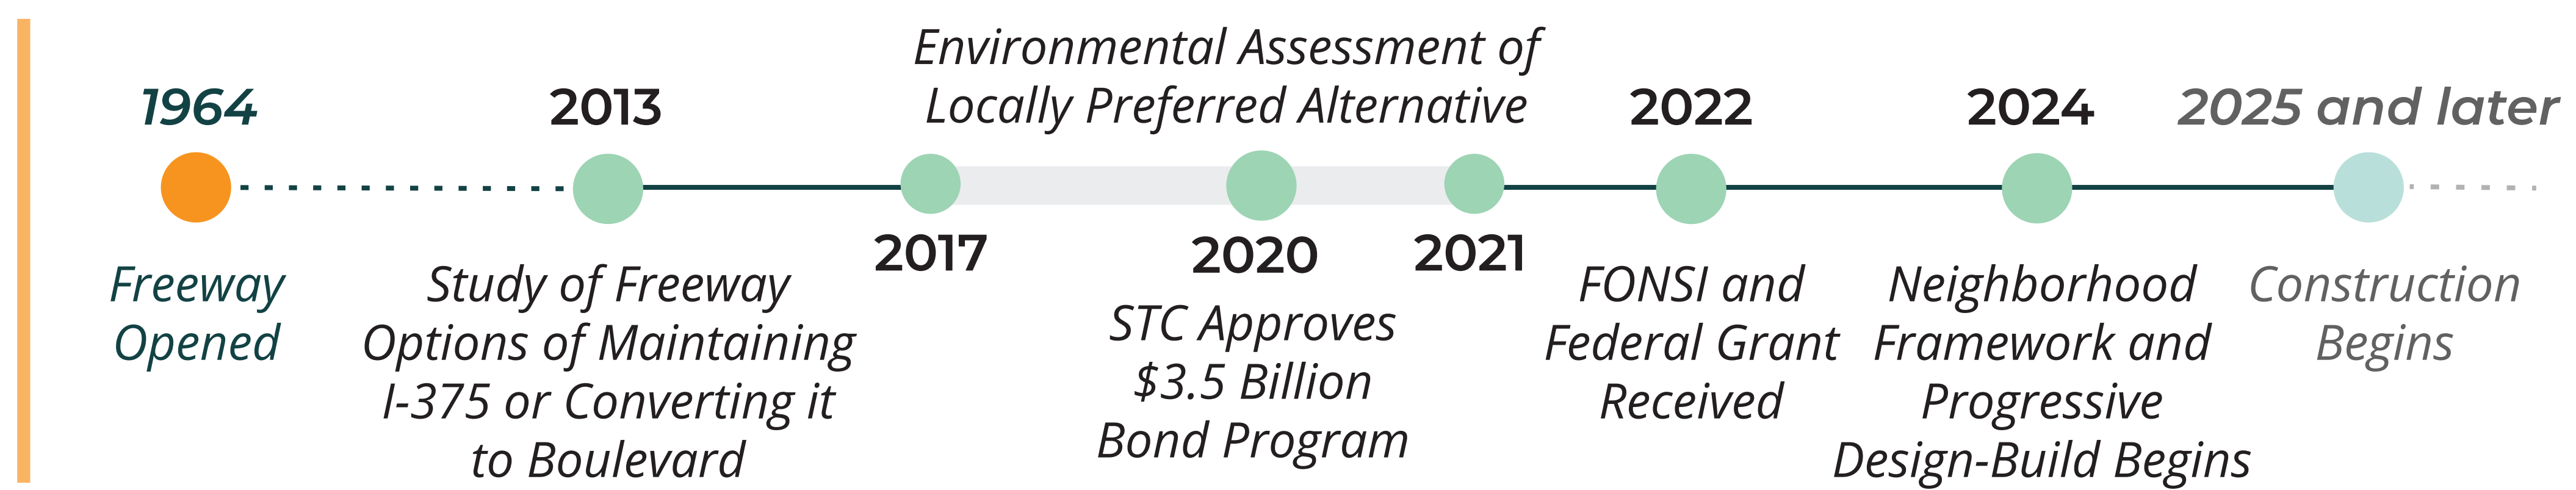 1964
Freeway
Opened
2013
Study of Freeway
Options of Maintaining
I-375 or Converting it
to Boulevard
Environmental Assessment of
Locally Preferred Alternative
2017
2020
STC Approves
$3.5 Billion
Bond Program
2021
2022
FONSI and
Federal Grant
Received
2024
Neighborhood
Framework and
Progressive
Design-Build Begins
2025 and later
Construction
Begins